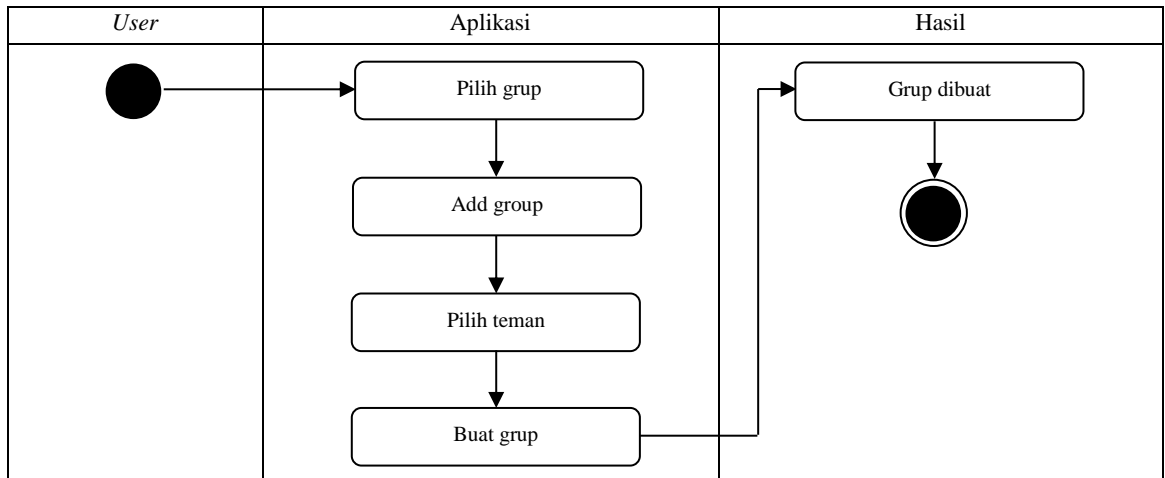 User
Aplikasi
Hasil
Pilih grup
Grup dibuat
Add group
Pilih teman
Buat grup